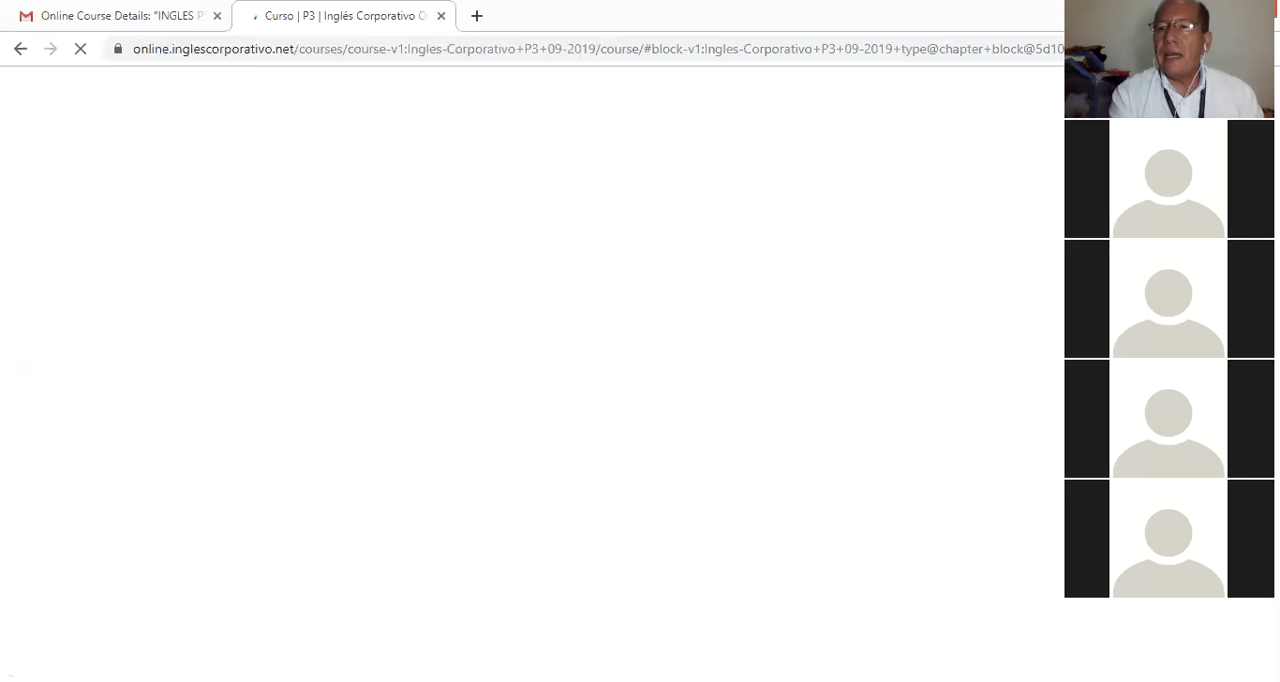 Online Course Details: "INGLES P
Curso | P3 | Inglés Corporativo O
online.inglescorporativo.net/courses/course-v1:Ingles-Corporativo+P3+09-2019/course/#block-v1:Ingles-Corporativo+P3+09-2019+type@chapter+block@5d10